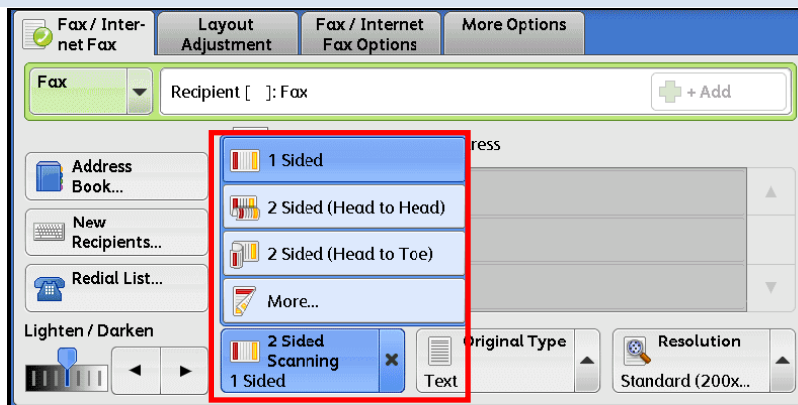 Fax / Inter-
net Fax
Layout
Adjustment
Fax / Internet
Fax Options
More Options
Fax
Recipient [   ]: Fax
+ Add
ress
Address
Book...
New
Recipients...
Redial List...
1 Sided
2 Sided (Head to Head)
2 Sided (Head to Toe)
More...
Lighten / Darken
2 Sided
Scanning
1 Sided
Original Type
Text
Resolution
Standard (200x...